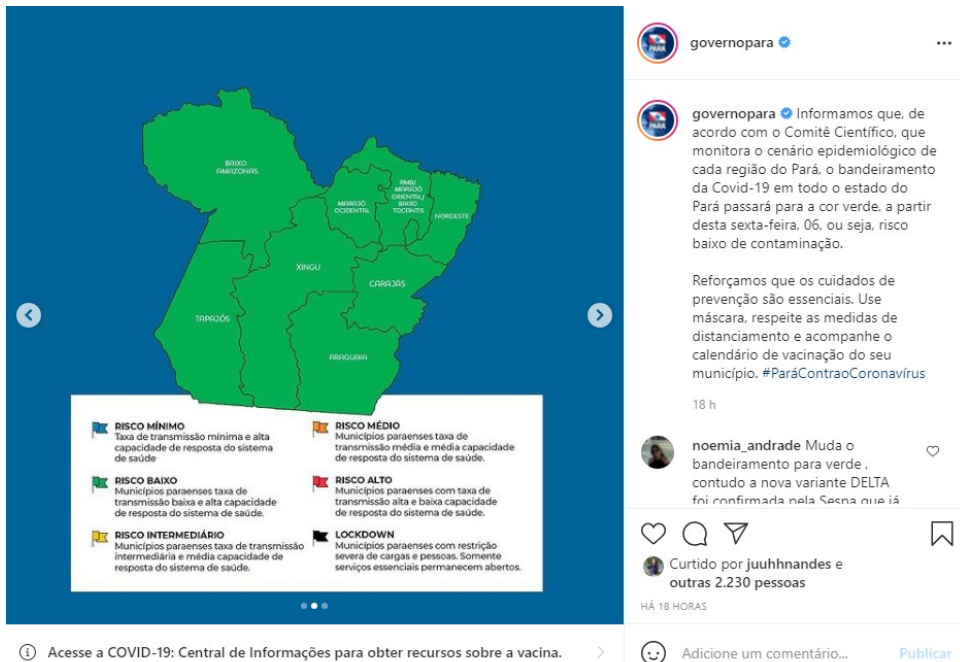 BAIXO
AMAZONAS
MARAJÓ
OCIDENTAL
RMB/
MARAJÓ
ORIENTAL/
BAIXO
TOCANTIS
NORDESTE
XINGU
CARAJÁS
TAPAJÓS
ARAGUAIA
RISCO MÍNIMO
Taxa de transmissão mínima e alta
capacidade de resposta do sistema
de saúde
RISCO BAIXO
Municípios paraenses taxa de
transmissão baixa e alta capacidade
de resposta do sistema de saúde.
RISCO INTERMEDIÁRIO
Municípios paraenses taxa de transmissão
intermediária e média capacidade de
resposta do sistema de saúde.
RISCO MÉDIO
Municípios paraenses taxa de
transmissão média e média capacidade
de resposta do sistema de saúde.
RISCO ALTO
Municípios paraenses com taxa de
transmissão alta e baixa capacidade
de resposta do sistema de saúde.
LOCKDOWN
Municípios paraenses com restrição
severa de cargas e pessoas. Somente
serviços essenciais permanecem abertos.
Acesse a COVID-19: Central de Informações para obter recursos sobre a vacina.
PARÁ
governopara
PARÁ
governopara Informamos que, de
acordo com o Comitê Científico, que
monitora o cenário epidemiológico de
cada região do Pará, o bandeiramento
da Covid-19 em todo o estado do
Pará passará para a cor verde, a partir
desta sexta-feira, 06, ou seja, risco
baixo de contaminação.
Reforçamos que os cuidados de
prevenção são essenciais. Use
máscara, respeite as medidas de
distanciamento e acompanhe o
calendário de vacinação do seu
município. #ParáContraoCoronavírus
18 h
noemia_andrade Muda o
bandeiramento para verde ,
contudo a nova variante DELTA
foi confirmada pela Sespa que já
Curtido por juuhhnandes e
outras 2.230 pessoas
HÁ 18 HORAS
Adicione um comentário...
Publicar